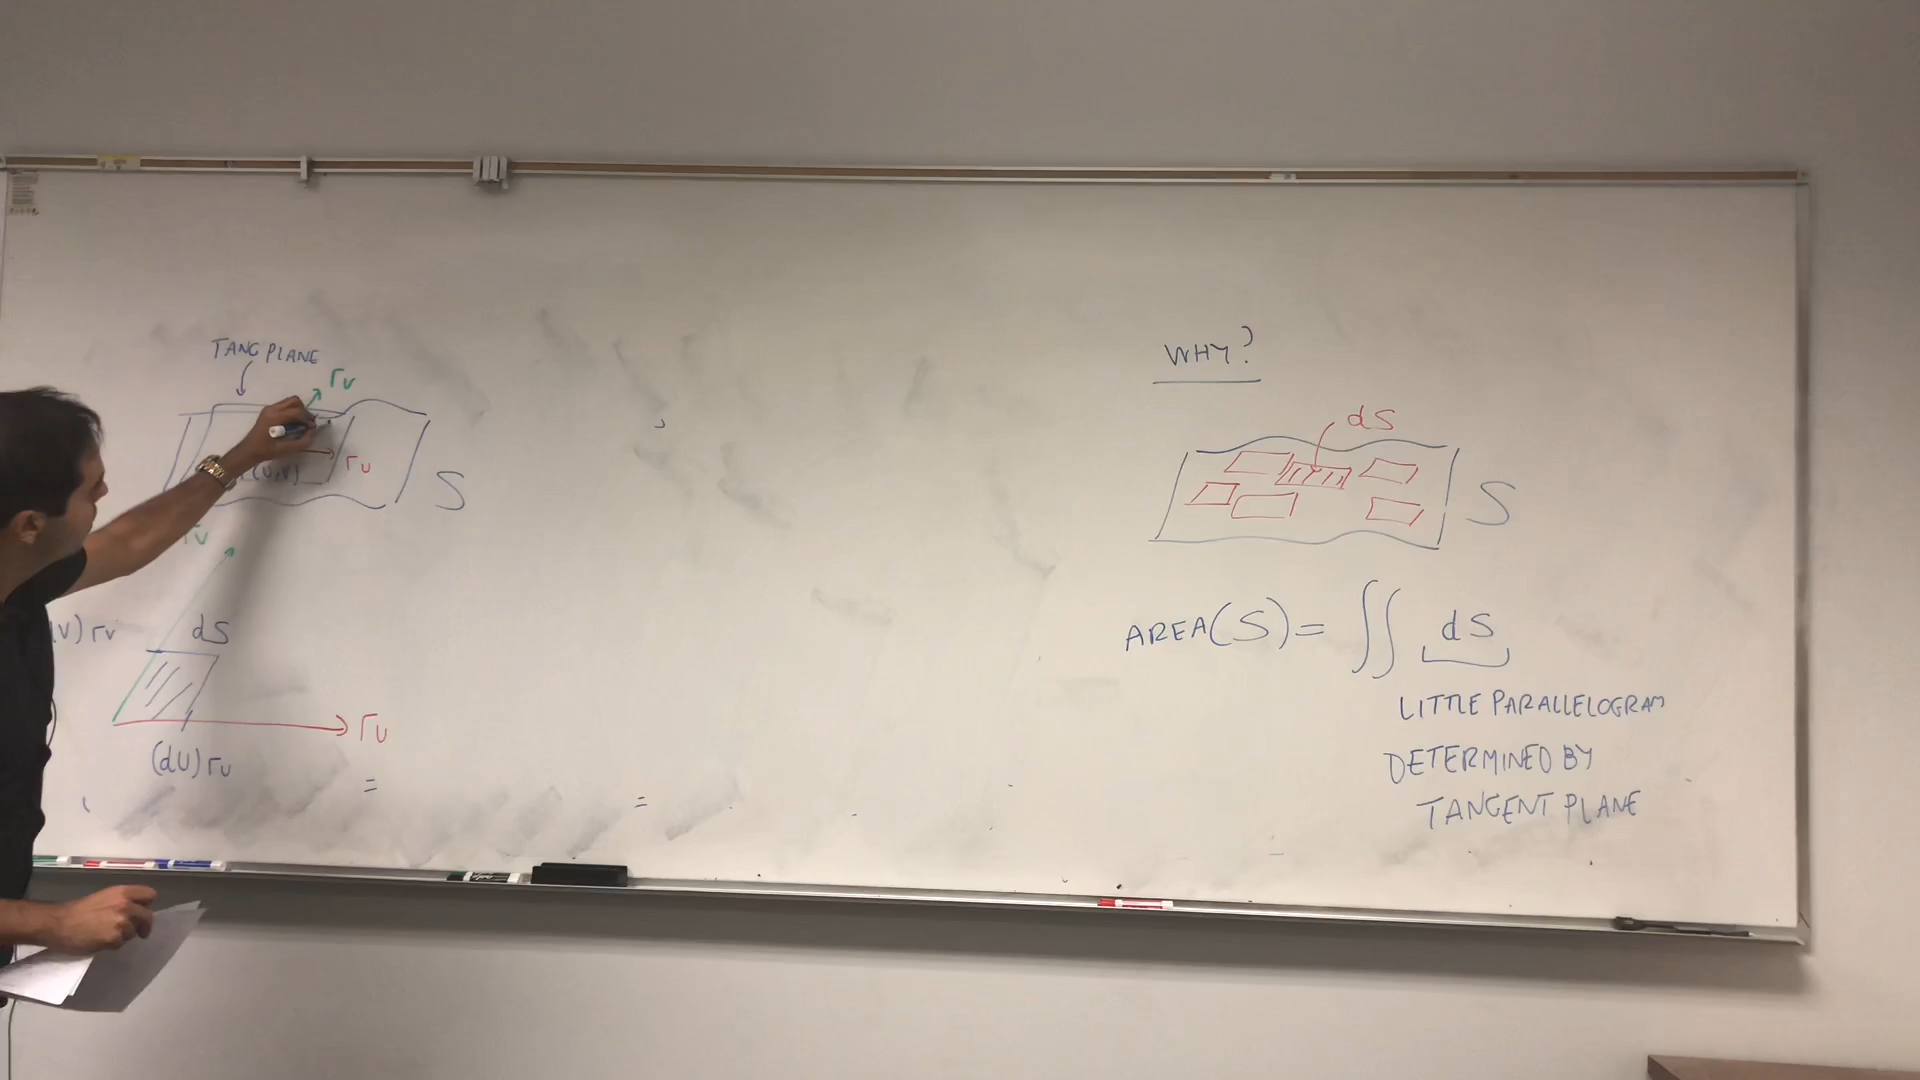 TANG PLANE
rv
ru
(u,v)
S
rv
v) rv
dS
ru
(du) ru
=
=
WHY?
dS
S
AREA(S) = ∬ dS
LITTLE PARALLELOGRAM
DETERMINED BY
TANGENT PLANE